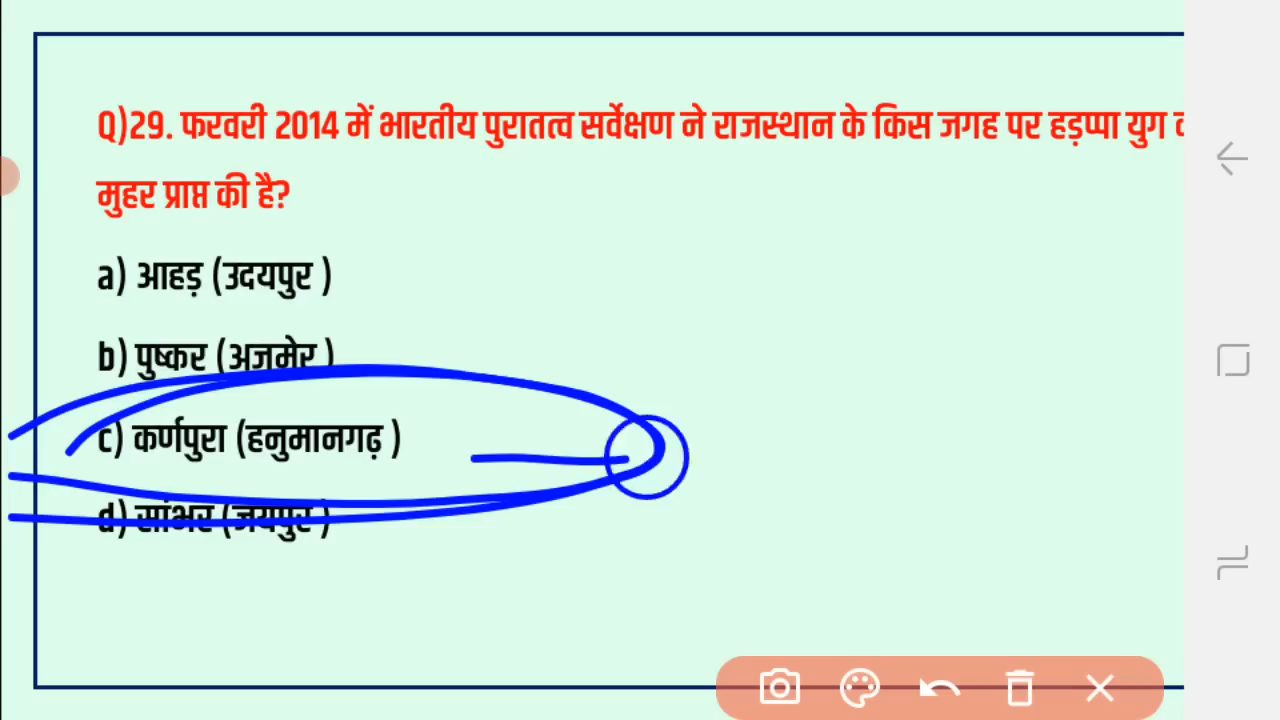 Q)29. फरवरी 2014 में भारतीय पुरातत्व सर्वेक्षण ने राजस्थान के किस जगह पर हड़प्पा युग
मुहर प्राप्त की है?
a) आहड़ (उदयपुर )
b) पुष्कर (अजमेर )
c) कर्णपुरा (हनुमानगढ़ )
d) सांभर (जयपुर )